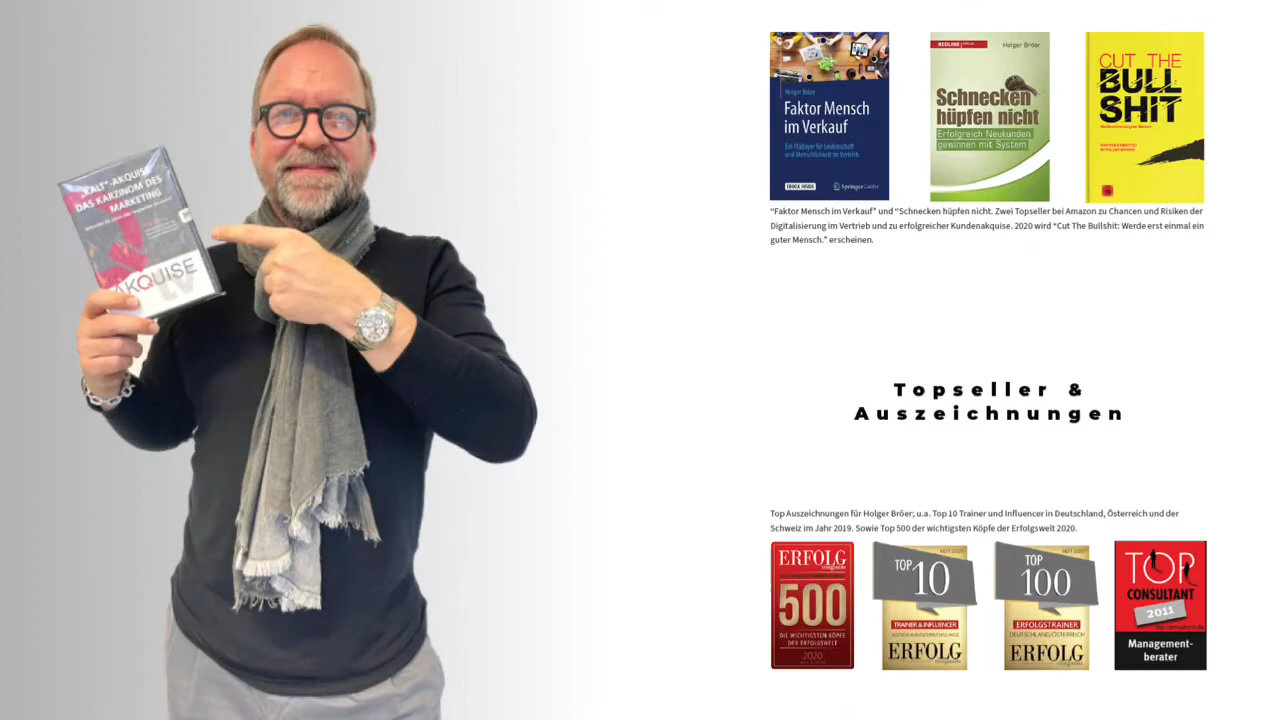 "KALT"-AKQUISE
DAS KARZINOM DES
MARKETING
AKQUISE
tv
Holger Bröer
Faktor Mensch
im Verkauf
Ein Plädoyer für Leidenschaft
und Menschlichkeit im Vertrieb
EBOOK INSIDE
Springer Gabler
REDLINE | VERLAG
Holger Bröer
Schnecken
hüpfen nicht
Erfolgreich Neukunden
gewinnen mit System
CUT THE
BULL
SHIT
"Faktor Mensch im Verkauf" und "Schnecken hüpfen nicht. Zwei Topseller bei Amazon zu Chancen und Risiken der
Digitalisierung im Vertrieb und zu erfolgreicher Kundenakquise. 2020 wird "Cut The Bullshit: Werde erst einmal ein
guter Mensch." erscheinen.
Topseller &
Auszeichnungen
Top Auszeichnungen für Holger Bröer; u.a. Top 10 Trainer und Influencer in Deutschland, Österreich und der
Schweiz im Jahr 2019. Sowie Top 500 der wichtigsten Köpfe der Erfolgswelt 2020.
ERFOLG
magazin
500
DIE WICHTIGSTEN KÖPFE
DER ERFOLGSWELT
2020
TOP 10
TRAINER & INFLUENCER
ERFOLG
magazin
TOP
100
ERFOLGSTRAINER
DEUTSCHLAND/ÖSTERREICH
ERFOLG
magazin
TOP
CONSULTANT
2011
Management-
berater